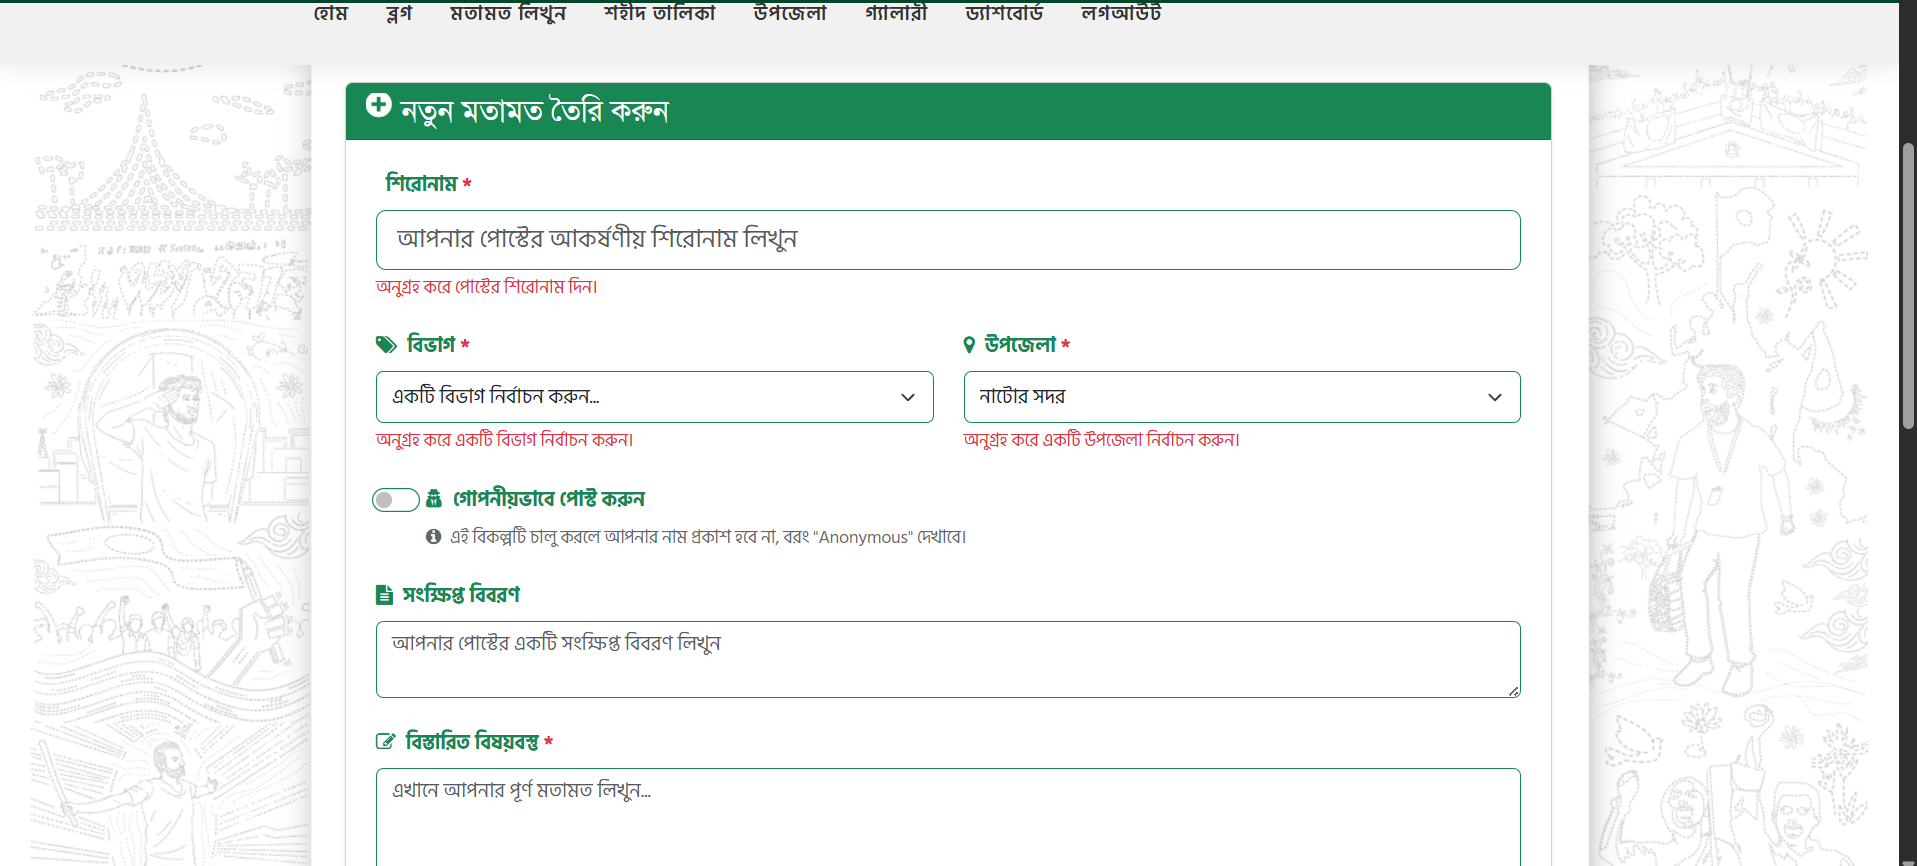 হোম ব্লগ মতামত লিখুন শহীদ তালিকা উপজেলা গ্যালারী ড্যাশবোর্ড লগআউট
নতুন মতামত তৈরি করুন
শিরোনাম *
আপনার পোস্টের আকর্ষণীয় শিরোনাম লিখুন
অনুগ্রহ করে পোস্টের শিরোনাম দিন।
বিভাগ * উপজেলা *
একটি বিভাগ নির্বাচন করুন... নাটোর সদর
অনুগ্রহ করে একটি বিভাগ নির্বাচন করুন। অনুগ্রহ করে একটি উপজেলা নির্বাচন করুন।
গোপনীয়ভাবে পোস্ট করুন
এই বিকল্পটি চালু করলে আপনার নাম প্রকাশ হবে না, বরং "Anonymous" দেখাবে।
সংক্ষিপ্ত বিবরণ
আপনার পোস্টের একটি সংক্ষিপ্ত বিবরণ লিখুন
বিস্তারিত বিষয়বস্তু *
এখানে আপনার পূর্ণ মতামত লিখুন...